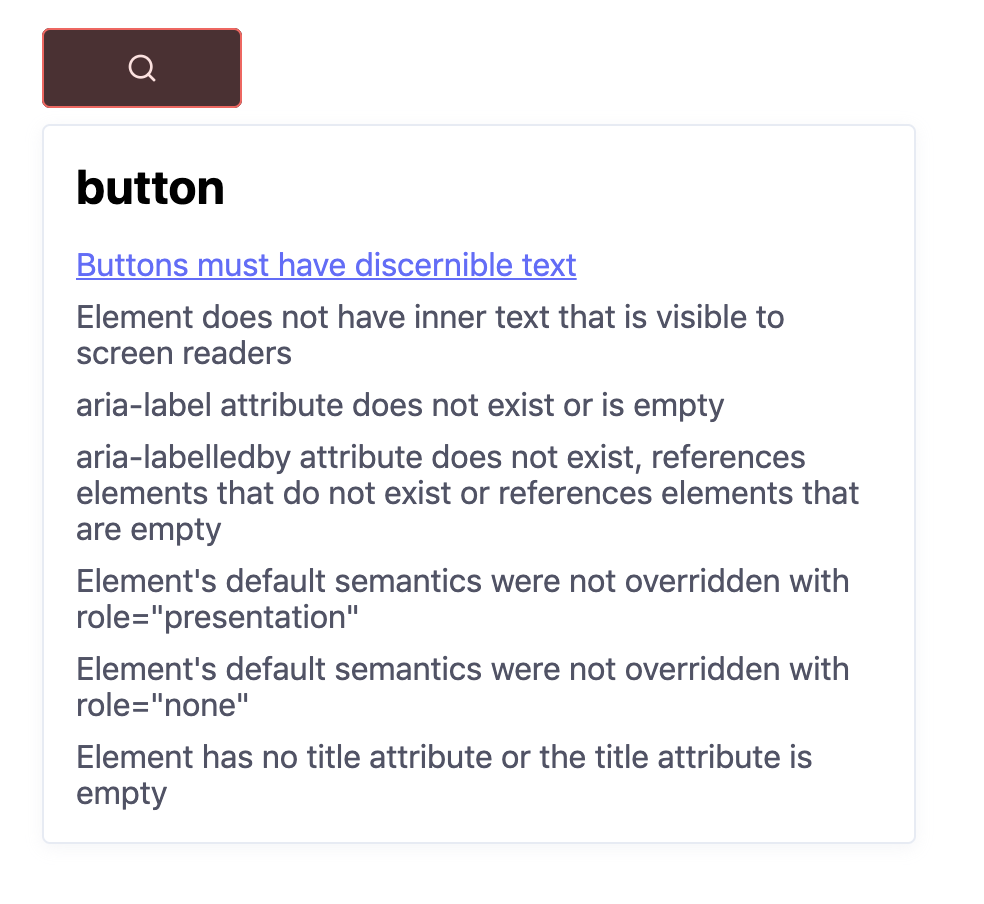 button
Buttons must have discernible text
Element does not have inner text that is visible to
screen readers
aria-label attribute does not exist or is empty
aria-labelledby attribute does not exist, references
elements that do not exist or references elements that
are empty
Element's default semantics were not overridden with
role="presentation"
Element's default semantics were not overridden with
role="none"
Element has no title attribute or the title attribute is
empty